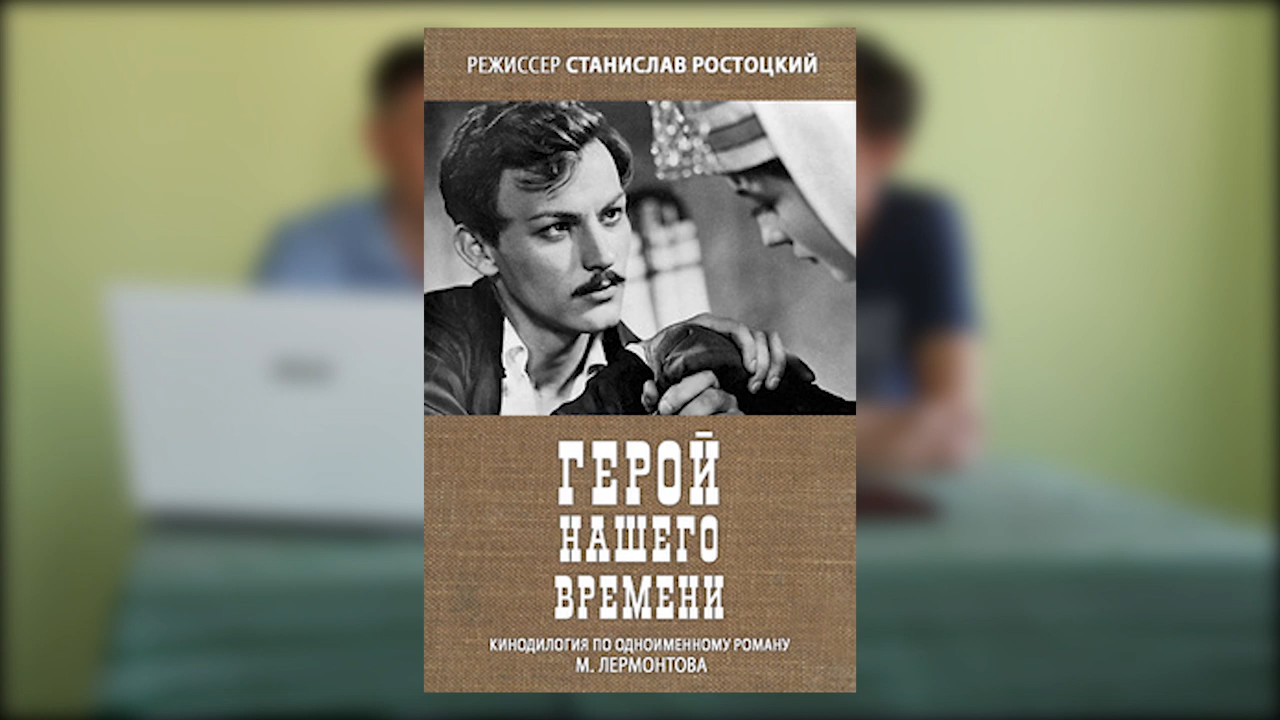 РЕЖИССЕР СТАНИСЛАВ РОСТОЦКИЙ
ГЕРОЙ
НАШЕГО
ВРЕМЕНИ
КИНОДИЛОГИЯ ПО ОДНОИМЕННОМУ РОМАНУ
М. ЛЕРМОНТОВА